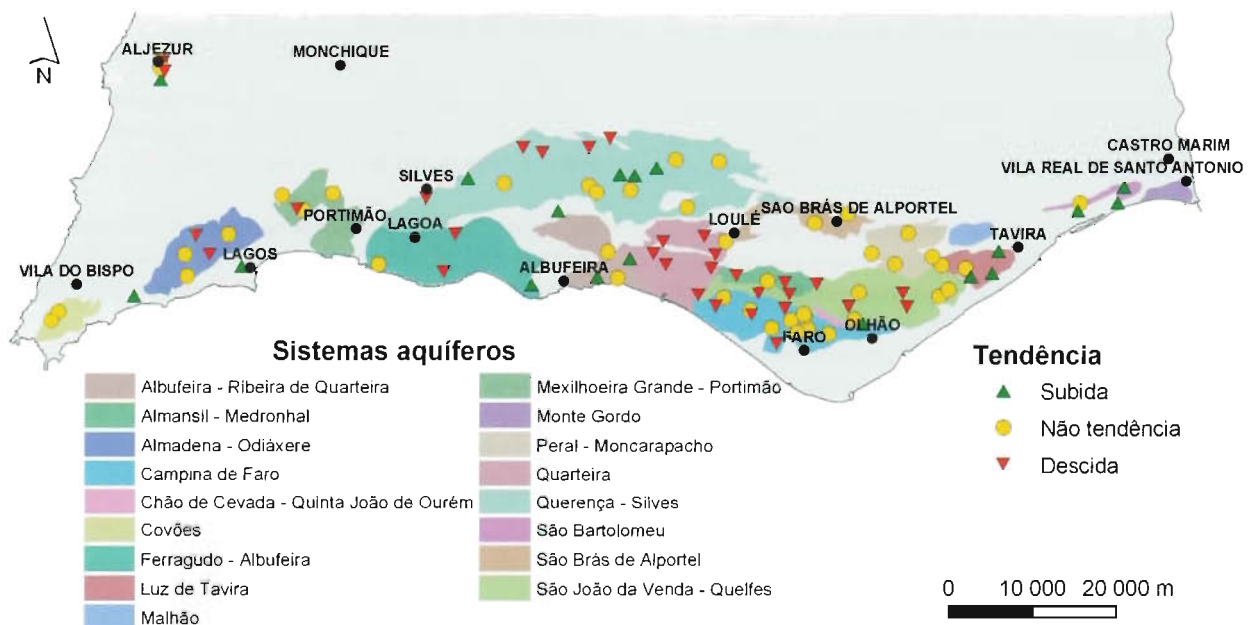 ALJEZUR
MONCHIQUE
N
CASTRO MARIM
VILA REAL DE SANTO ANTONIO
SILVES
SAO BRÁS DE ALPORTEL
LOULÉ
PORTIMÃO
LAGOA
TAVIRA
LAGOS
VILA DO BISPO
ALBUFEIRA
OLHÃO
FARO
Sistemas aquíferos
Albufeira - Ribeira de Quarteira
Almansil - Medronhal
Almadena - Odiáxere
Campina de Faro
Chão de Cevada - Quinta João de Ourém
Covões
Ferragudo - Albufeira
Luz de Tavira
Malhão
Mexilhoeira Grande - Portimão
Monte Gordo
Peral - Moncarapacho
Quarteira
Querença - Silves
São Bartolomeu
São Brás de Alportel
São João da Venda - Quelfes
Tendência
Subida
Não tendência
Descida
0 10 000 20 000 m